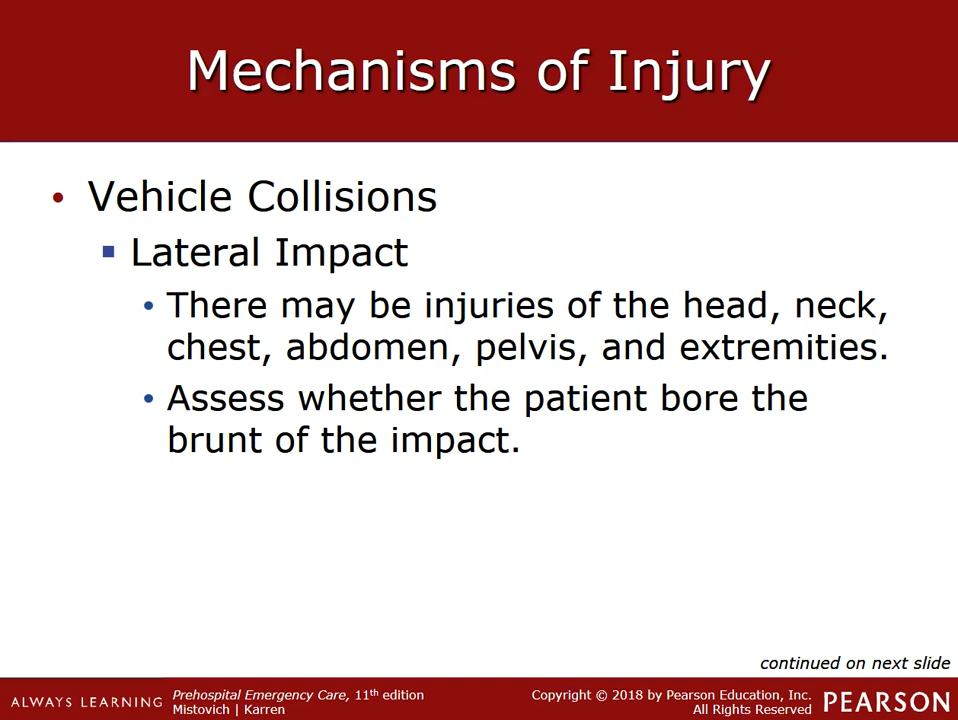 Mechanisms of Injury
• Vehicle Collisions
▪ Lateral Impact
• There may be injuries of the head, neck,
chest, abdomen, pelvis, and extremities.
• Assess whether the patient bore the
brunt of the impact.
continued on next slide
ALWAYS LEARNING
Prehospital Emergency Care, 11th edition
Mistovich | Karren
Copyright © 2018 by Pearson Education, Inc.
All Rights Reserved
PEARSON